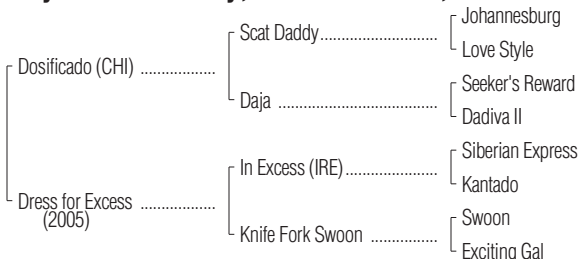 Johannesburg
Scat Daddy
Love Style
Dosificado (CHI)
Seeker's Reward
Daja
Dadiva II
Siberian Express
In Excess (IRE)
Kantado
Dress for Excess
(2005)
Swoon
Knife Fork Swoon
Exciting Gal